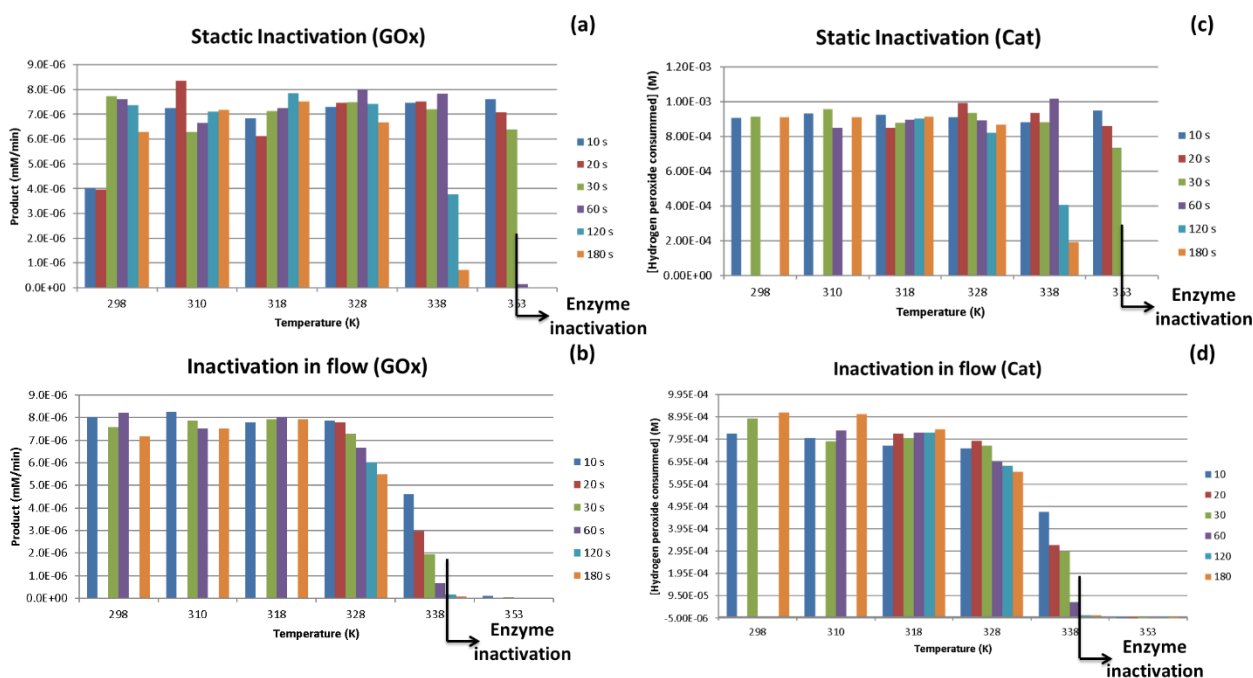 Stactic Inactivation (GOx)
(a)
Product (mM/min)
9.0E-06
8.0E-06
7.0E-06
6.0E-06
5.0E-06
4.0E-06
3.0E-06
2.0E-06
1.0E-06
0.0E+00
298 310 318 328 338 353
Temperature (K)
10 s
20 s
30 s
60 s
120 s
180 s
Enzyme
inactivation
Static Inactivation (Cat)
(c)
[Hydrogen peroxide consummed] (M)
1.20E-03
1.00E-03
8.00E-04
6.00E-04
4.00E-04
2.00E-04
0.00E+00
298 310 318 328 338 353
Temperature (K)
10 s
20 s
30 s
60 s
120 s
180 s
Enzyme
inactivation
Inactivation in flow (GOx)
(b)
Product (mM/min)
9.0E-06
8.0E-06
7.0E-06
6.0E-06
5.0E-06
4.0E-06
3.0E-06
2.0E-06
1.0E-06
0.0E+00
298 310 318 328 338 353
Temperature (K)
10 s
20 s
30 s
60 s
120 s
180 s
Enzyme
inactivation
Inactivation in flow (Cat)
(d)
[Hydrogen peroxide consummed] (M)
9.95E-04
8.95E-04
7.95E-04
6.95E-04
5.95E-04
4.95E-04
3.95E-04
2.95E-04
1.95E-04
9.50E-05
-5.00E-06
298 310 318 328 338 353
Temperature (K)
10
20
30
60
120
180
Enzyme
inactivation